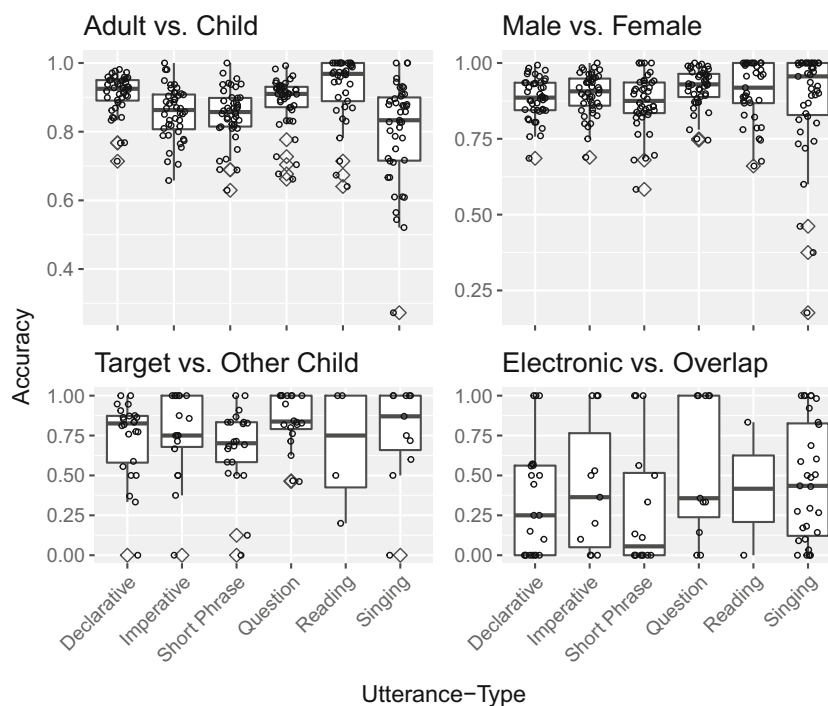 Adult vs. Child
Male vs. Female
1.0
0.8
0.6
0.4
1.00
0.75
0.50
0.25
Accuracy
Target vs. Other Child
Electronic vs. Overlap
1.00
0.75
0.50
0.25
0.00
1.00
0.75
0.50
0.25
0.00
Declarative
Imperative
Short Phrase
Question
Reading
Singing
Declarative
Imperative
Short Phrase
Question
Reading
Singing
Utterance−Type